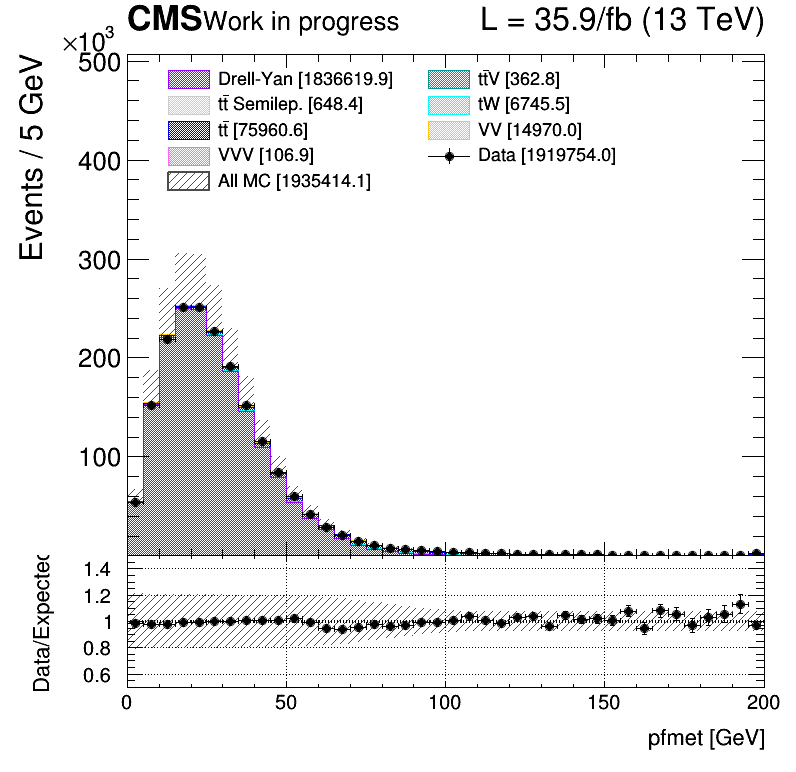 CMS Work in progress L = 35.9/fb (13 TeV)
×10³
Events / 5 GeV
500
400
300
200
100
Drell-Yan [1836619.9]
tt̄ Semilep. [648.4]
tt̄ [75960.6]
VVV [106.9]
All MC [1935414.1]
tt̄V [362.8]
tW [6745.5]
VV [14970.0]
Data [1919754.0]
Data/Expected
1.4
1.2
1
0.8
0.6
0 50 100 150 200
pfmet [GeV]